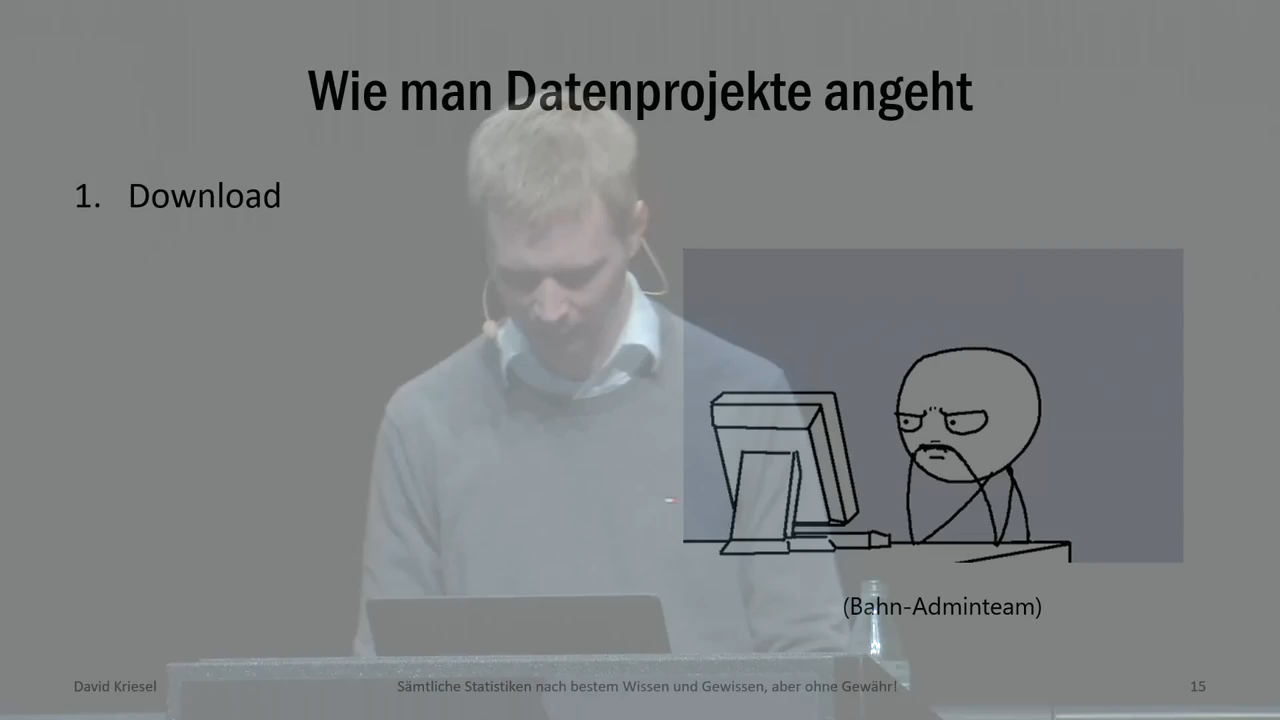 Wie man Datenprojekte angeht
1. Download
(Bahn-Adminteam)
David Kriesel
Sämtliche Statistiken nach bestem Wissen und Gewissen, aber ohne Gewähr!
15